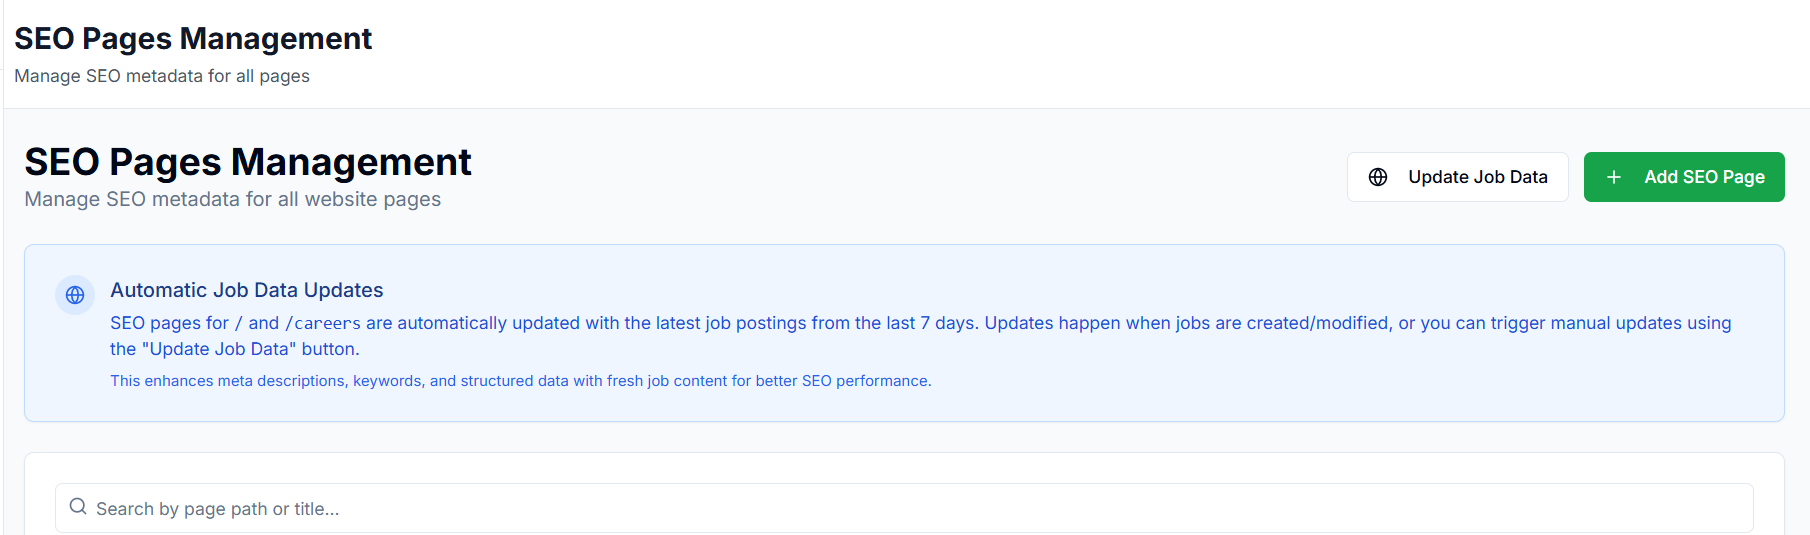 SEO Pages Management
Manage SEO metadata for all pages
SEO Pages Management
Manage SEO metadata for all website pages
Update Job Data
Add SEO Page
Automatic Job Data Updates
SEO pages for / and /careers are automatically updated with the latest job postings from the last 7 days. Updates happen when jobs are created/modified, or you can trigger manual updates using
the "Update Job Data" button.
This enhances meta descriptions, keywords, and structured data with fresh job content for better SEO performance.
Search by page path or title...